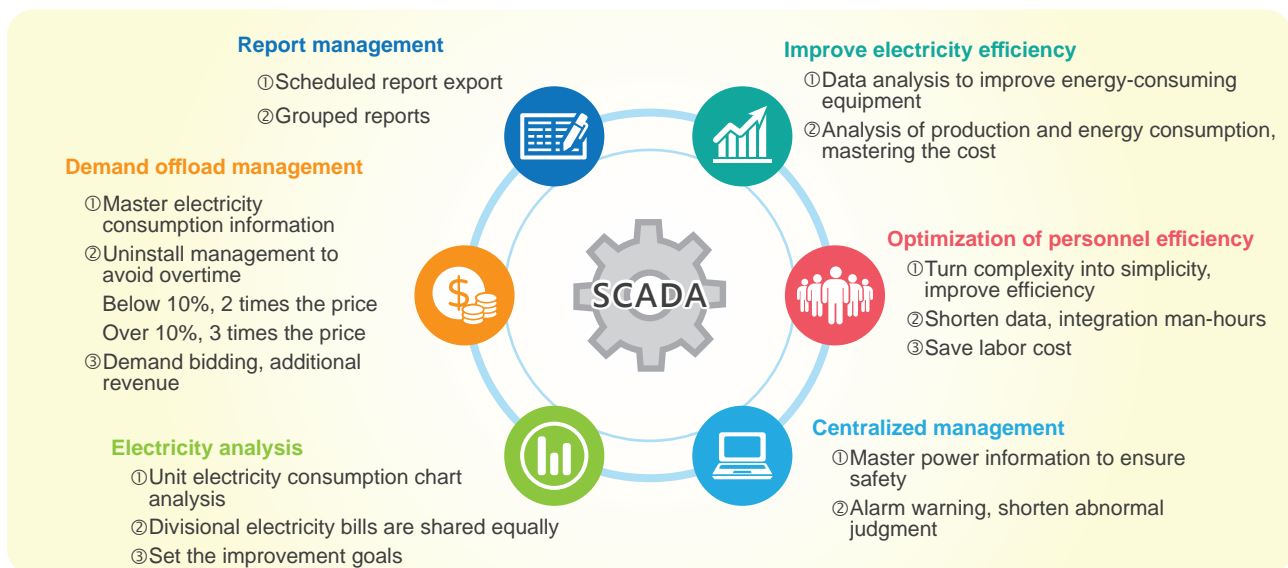 Report management
①Scheduled report export
②Grouped reports
Demand offload management
①Master electricity
consumption information
②Uninstall management to
avoid overtime
Below 10%, 2 times the price
Over 10%, 3 times the price
③Demand bidding, additional
revenue
Electricity analysis
①Unit electricity consumption chart
analysis
②Divisional electricity bills are shared equally
③Set the improvement goals
$
SCADA
Improve electricity efficiency
①Data analysis to improve energy-consuming
equipment
②Analysis of production and energy consumption,
mastering the cost
Optimization of personnel efficiency
①Turn complexity into simplicity,
improve efficiency
②Shorten data, integration man-hours
③Save labor cost
Centralized management
①Master power information to ensure
safety
②Alarm warning, shorten abnormal
judgment